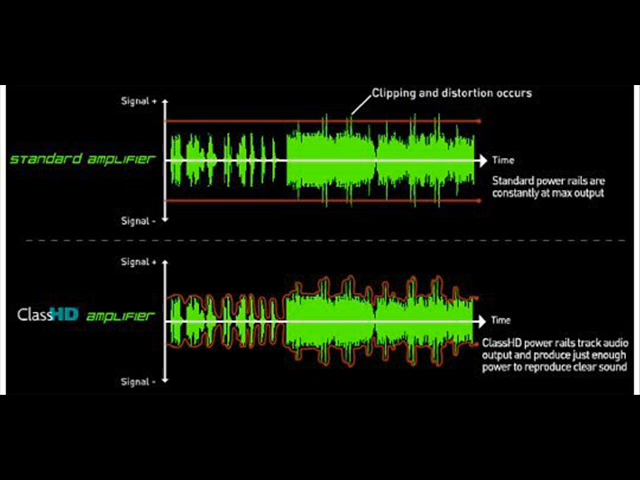 Clipping and distortion occurs
Signal +
STANDARD AMPLIFIER
Time
Standard power rails are
constantly at max output
Signal -
Signal +
ClassHD AMPLIFIER
Time
ClassHD power rails track audio
output and produce just enough
power to reproduce clear sound
Signal -